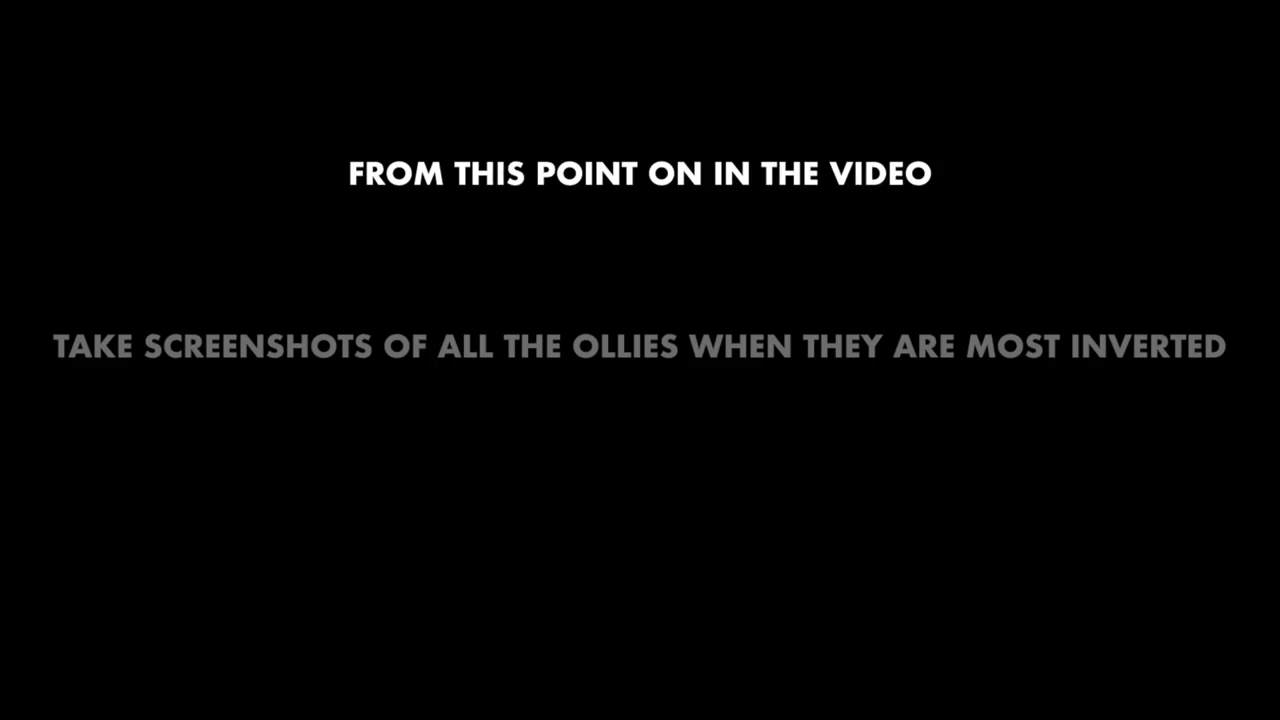 FROM THIS POINT ON IN THE VIDEO
TAKE SCREENSHOTS OF ALL THE OLLIES WHEN THEY ARE MOST INVERTED